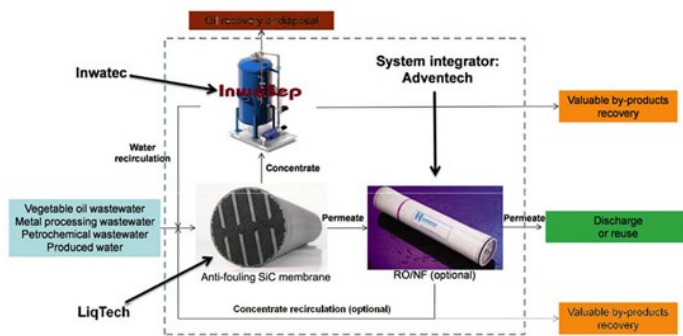 Oil recovery or disposal
Inwatec
InwaSep
System integrator:
Adventech
Valuable by-products
recovery
Water
recirculation
Concentrate
Vegetable oil wastewater
Metal processing wastewater
Petrochemical wastewater
Produced water
Permeate
Permeate
Discharge
or reuse
Anti-fouling SiC membrane
RO/NF (optional)
LiqTech
Concentrate recirculation (optional)
Valuable by-products
recovery